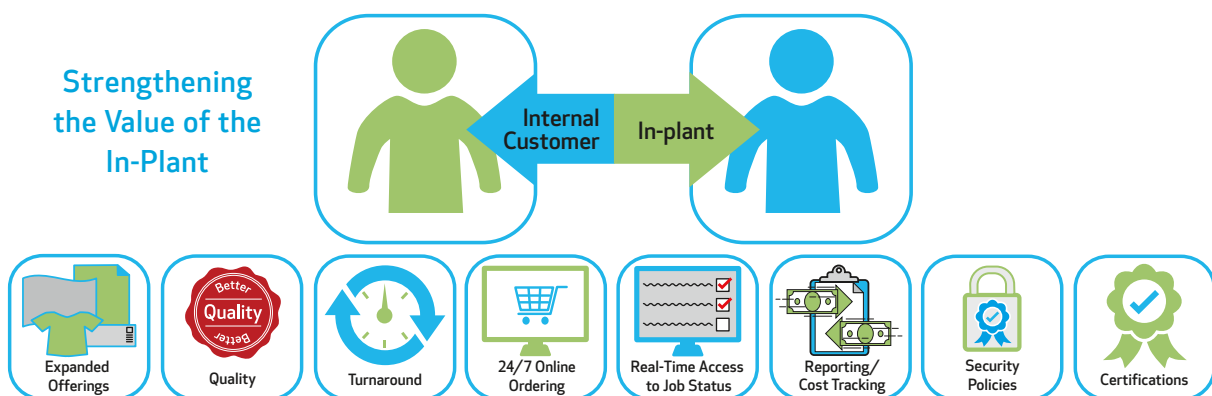 Strengthening
the Value of the
In-Plant
Internal
Customer
In-plant
Expanded
Offerings
Better
Quality
Better
Quality
Turnaround
24/7 Online
Ordering
Real-Time Access
to Job Status
Reporting/
Cost Tracking
Security
Policies
Certifications